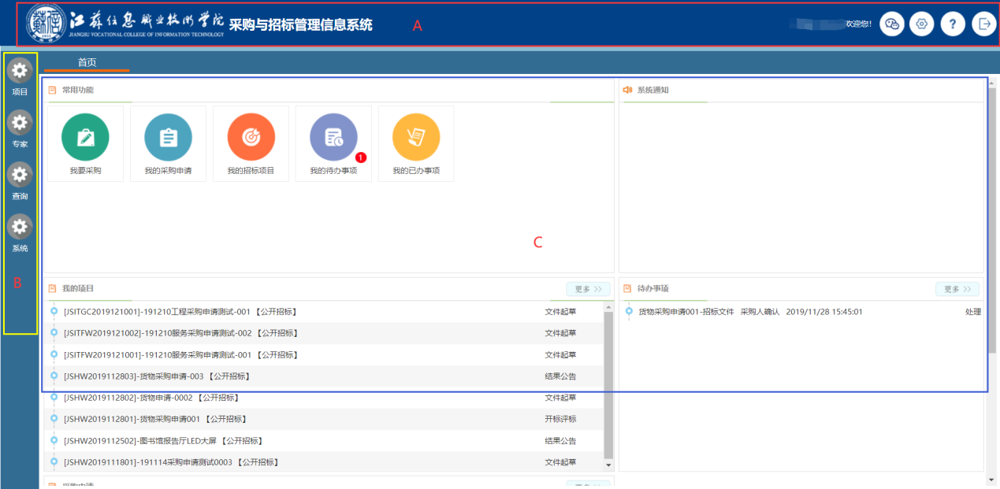 江苏信息职业技术学院
JIANGSU VOCATIONAL COLLEGE OF INFORMATION TECHNOLOGY
采购与招标管理信息系统
A
欢迎您!
?
首页
项目
专家
查询
系统
B
常用功能
我要采购
我的采购申请
我的招标项目
1
我的待办事项
我的已办事项
系统通知
C
我的项目
更多 >>
[JSITGC2019121001]-191210工程采购申请测试-001 【公开招标】 文件起草
[JSITFW2019121002]-191210服务采购申请测试-002 【公开招标】 文件起草
[JSITFW2019121001]-191210服务采购申请测试-001 【公开招标】 文件起草
[JSHW2019112803]-货物采购申请-003 【公开招标】 结果公告
[JSHW2019112802]-货物申请-0002 【公开招标】 文件起草
[JSHW2019112801]-货物采购申请001 【公开招标】 开标评标
[JSHW2019112502]-图书馆报告厅LED大屏 【公开招标】 结果公告
[JSHW2019111801]-191114采购申请测试0003 【公开招标】 文件起草
待办事项
更多 >>
货物采购申请001-招标文件 采购人确认 2019/11/28 15:45:01 处理